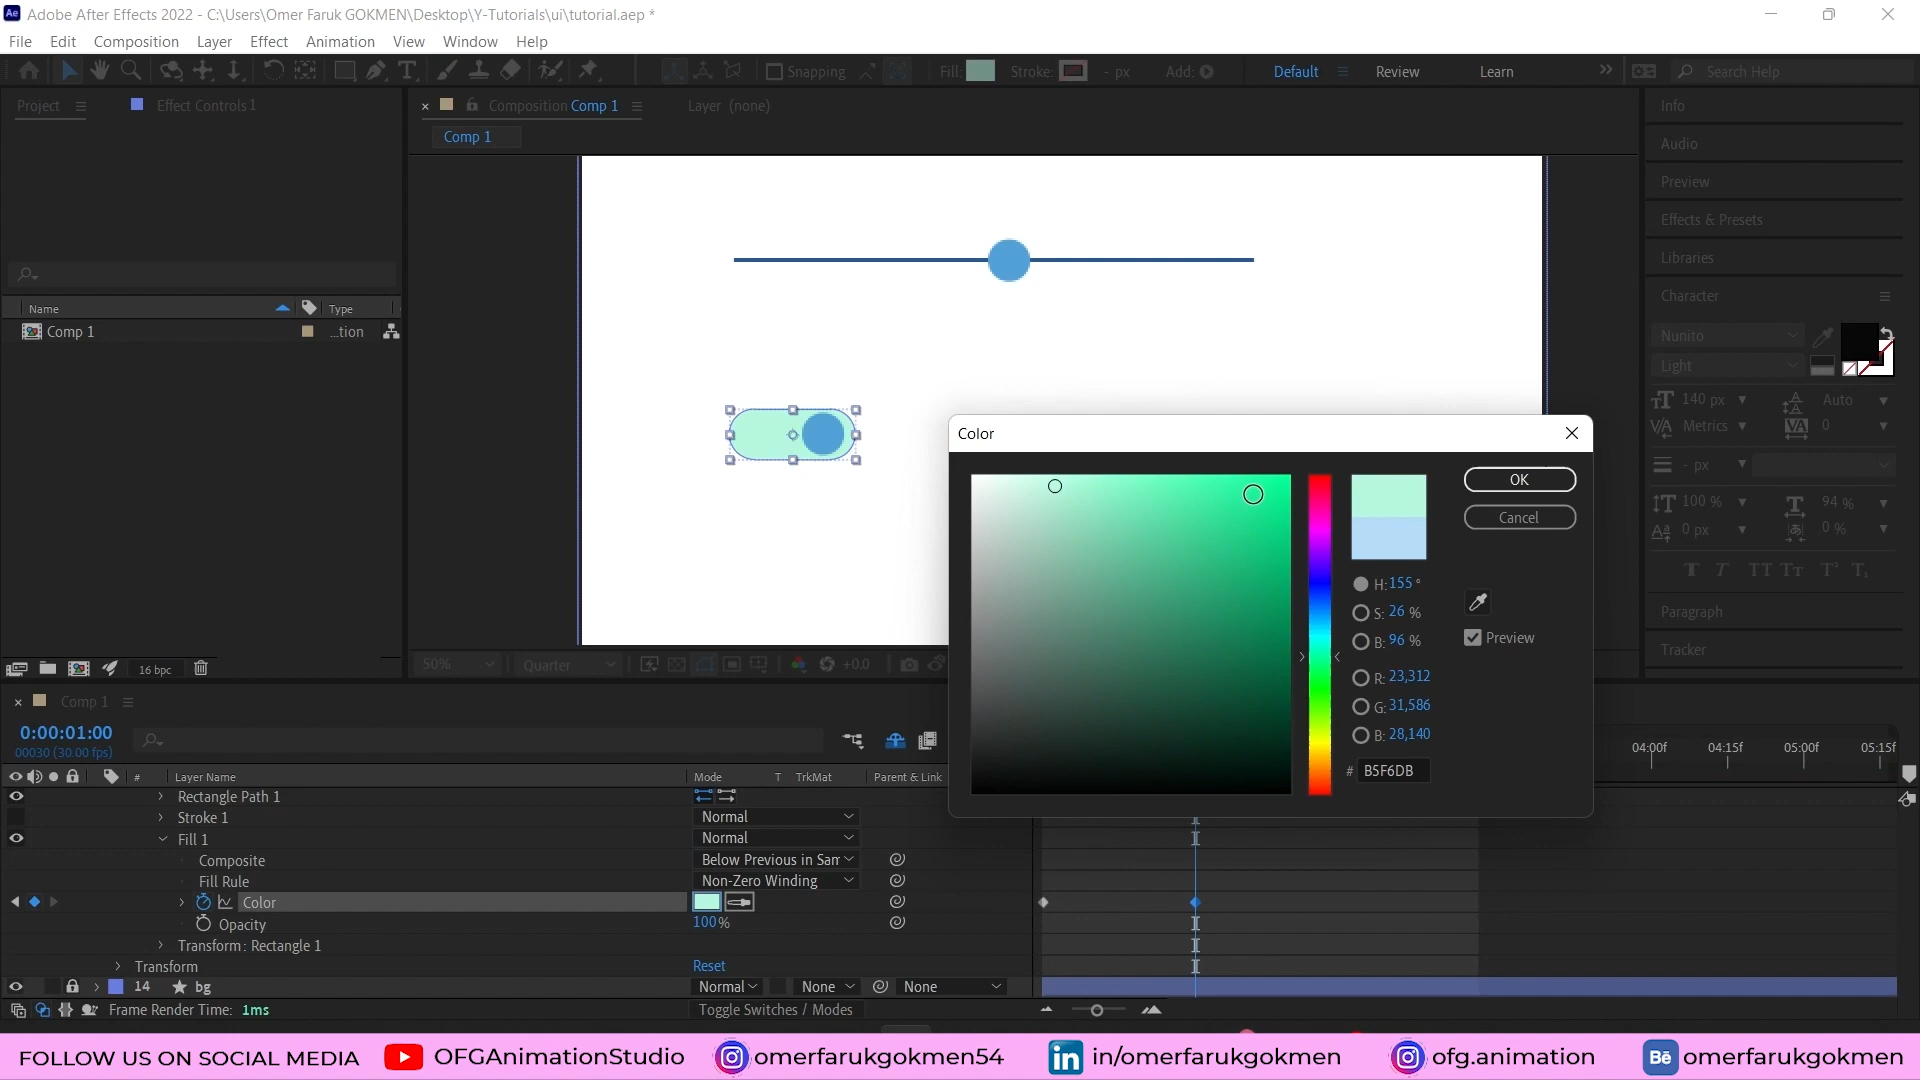 Adobe After Effects 2022 - C:\Users\Omer Faruk GOKMEN\Desktop\Y-Tutorials\ui\tutorial.aep *
File Edit Composition Layer Effect Animation View Window Help
Snapping Fill: Stroke: - px Add: Default Review Learn Search Help
Project Effect Controls 1 Composition Comp 1 Layer (none) Info
Comp 1
Audio
Preview
Effects & Presets
Libraries
Character
Name Type
Comp 1 ...tion
Nunito
Light
140 px Auto
Metrics 0
- px
100 % 94 %
0 px 0 %
Paragraph
Tracker
Color
OK
Cancel
H: 155 °
S: 26 %
B: 96 %
Preview
R: 23,312
G: 31,586
B: 28,140
# B5F6DB
16 bpc
50% Quarter +0.0
Comp 1
0:00:01:00
00030 (30.00 fps)
04:00f 04:15f 05:00f 05:15f
# Layer Name Mode T TrkMat Parent & Link
Rectangle Path 1
Stroke 1 Normal
Fill 1 Normal
Composite Below Previous in Sam
Fill Rule Non-Zero Winding
Color
Opacity 100%
Transform: Rectangle 1
Transform Reset
14 bg Normal None None
Frame Render Time: 1ms Toggle Switches / Modes
FOLLOW US ON SOCIAL MEDIA OFGAnimationStudio omerfarukgokmen54 in/omerfarukgokmen ofg.animation omerfarukgokmen